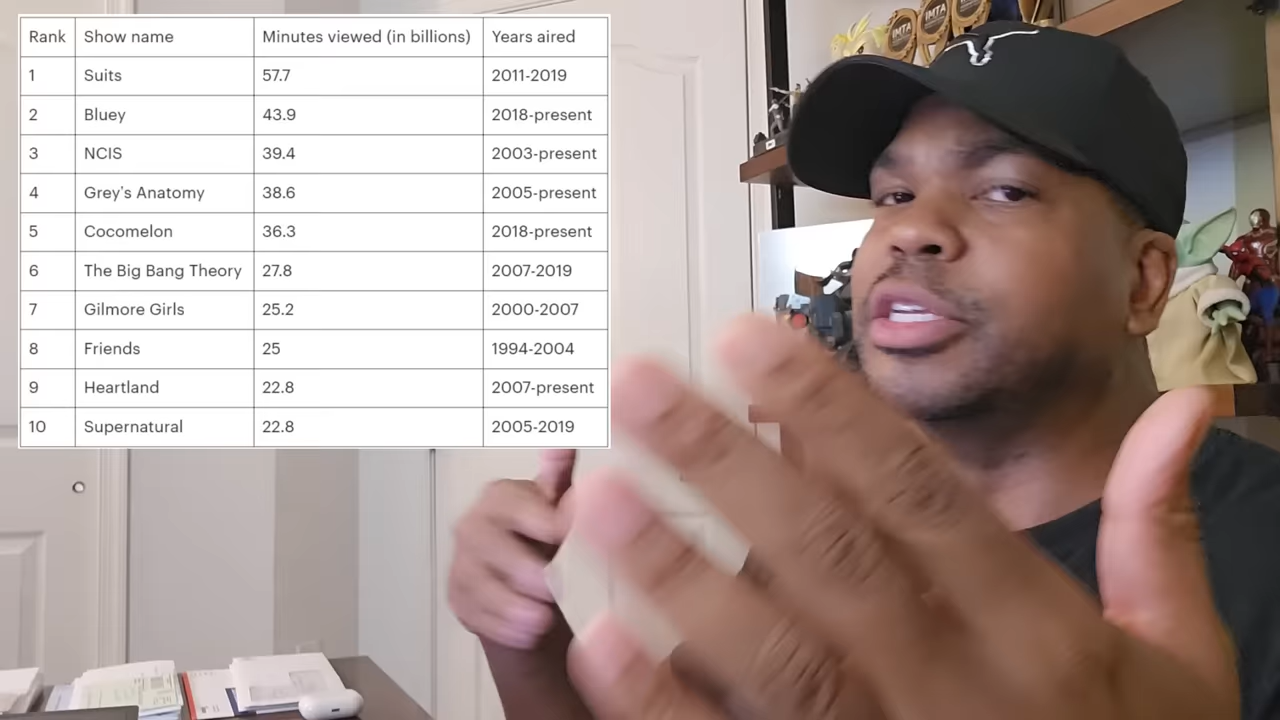 Rank Show name Minutes viewed (in billions) Years aired
1 Suits 57.7 2011-2019
2 Bluey 43.9 2018-present
3 NCIS 39.4 2003-present
4 Grey's Anatomy 38.6 2005-present
5 Cocomelon 36.3 2018-present
6 The Big Bang Theory 27.8 2007-2019
7 Gilmore Girls 25.2 2000-2007
8 Friends 25 1994-2004
9 Heartland 22.8 2007-present
10 Supernatural 22.8 2005-2019
IMTA IMTA IMTA